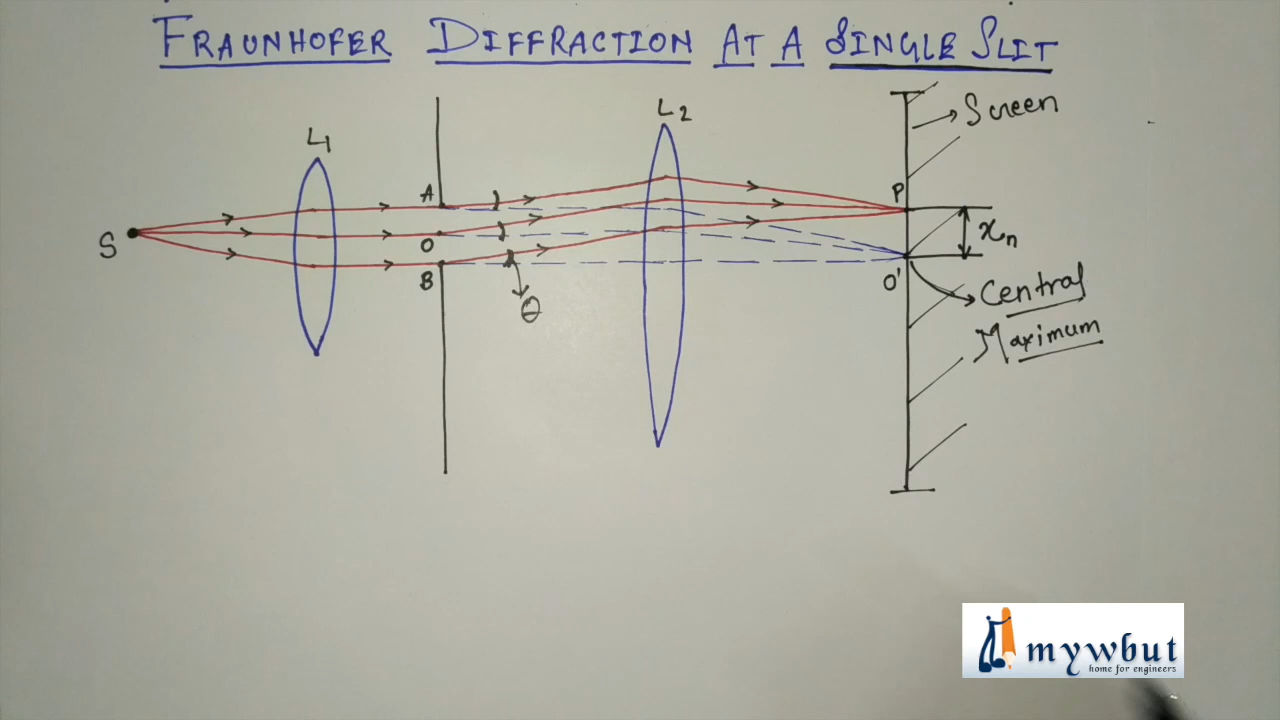 FRAUNHOFER DIFFRACTION AT A SINGLE SLIT
L1
L2
Screen
A
P
S
O
xn
B
O'
θ
Central
Maximum
mywbut
home for engineers